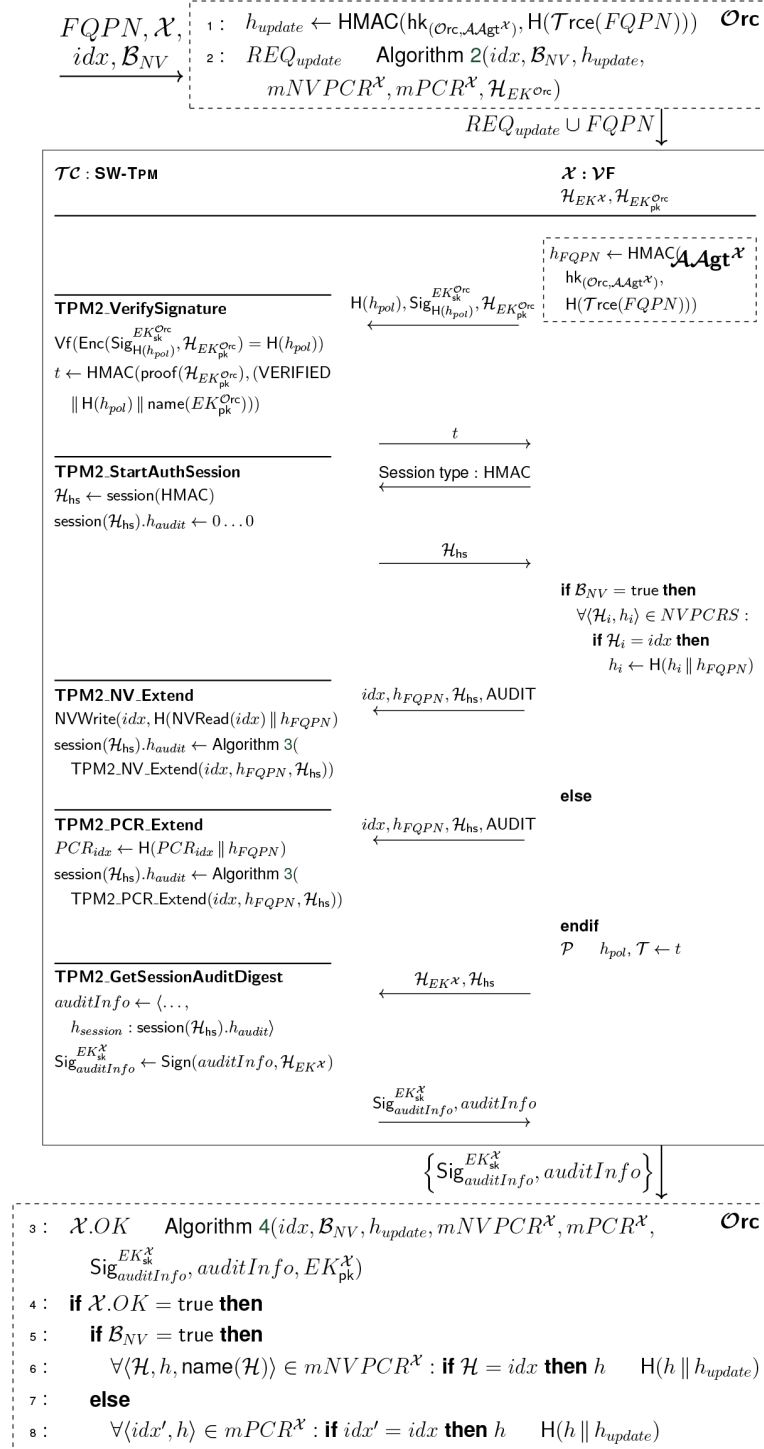 FQPN, 𝒳,
idx, ℬ_NV
1 : h_update ← HMAC(hk_(𝒪rc,𝒜𝒜gt^𝒳), H(𝒯rce(FQPN))) 𝒪rc
2 : REQ_update Algorithm 2(idx, ℬ_NV, h_update,
mNVPCR^𝒳, mPCR^𝒳, ℋ_EK^𝒪rc)
REQ_update ∪ FQPN
𝒯𝒞 : SW-TPM 𝒳 : 𝒱F
ℋ_EK^𝒳, ℋ_EK_pk^𝒪rc
h_FQPN ← HMAC( 𝒜𝒜gt^𝒳
hk_(𝒪rc,𝒜𝒜gt^𝒳),
H(𝒯rce(FQPN)))
TPM2_VerifySignature H(h_pol), Sig_H(h_pol)^EK_sk^𝒪rc, ℋ_EK_pk^𝒪rc
Vf(Enc(Sig_H(h_pol)^EK_sk^𝒪rc, ℋ_EK_pk^𝒪rc) = H(h_pol))
t ← HMAC(proof(ℋ_EK_pk^𝒪rc), (VERIFIED
∥ H(h_pol) ∥ name(EK_pk^𝒪rc)))
t
TPM2_StartAuthSession Session type : HMAC
ℋ_hs ← session(HMAC)
session(ℋ_hs).h_audit ← 0…0
ℋ_hs
if ℬ_NV = true then
∀⟨ℋ_i, h_i⟩ ∈ NVPCRS :
if ℋ_i = idx then
h_i ← H(h_i ∥ h_FQPN)
TPM2_NV_Extend idx, h_FQPN, ℋ_hs, AUDIT
NVWrite(idx, H(NVRead(idx) ∥ h_FQPN)
session(ℋ_hs).h_audit ← Algorithm 3(
TPM2_NV_Extend(idx, h_FQPN, ℋ_hs))
else
TPM2_PCR_Extend idx, h_FQPN, ℋ_hs, AUDIT
PCR_idx ← H(PCR_idx ∥ h_FQPN)
session(ℋ_hs).h_audit ← Algorithm 3(
TPM2_PCR_Extend(idx, h_FQPN, ℋ_hs))
endif
𝒫 h_pol, 𝒯 ← t
TPM2_GetSessionAuditDigest ℋ_EK^𝒳, ℋ_hs
auditInfo ← ⟨…,
h_session : session(ℋ_hs).h_audit⟩
Sig_auditInfo^EK_sk^𝒳 ← Sign(auditInfo, ℋ_EK^𝒳)
Sig_auditInfo^EK_sk^𝒳, auditInfo
{Sig_auditInfo^EK_sk^𝒳, auditInfo}
3 : 𝒳.OK Algorithm 4(idx, ℬ_NV, h_update, mNVPCR^𝒳, mPCR^𝒳, 𝒪rc
Sig_auditInfo^EK_sk^𝒳, auditInfo, EK_pk^𝒳)
4 : if 𝒳.OK = true then
5 : if ℬ_NV = true then
6 : ∀⟨ℋ, h, name(ℋ)⟩ ∈ mNVPCR^𝒳 : if ℋ = idx then h H(h ∥ h_update)
7 : else
8 : ∀⟨idx′, h⟩ ∈ mPCR^𝒳 : if idx′ = idx then h H(h ∥ h_update)